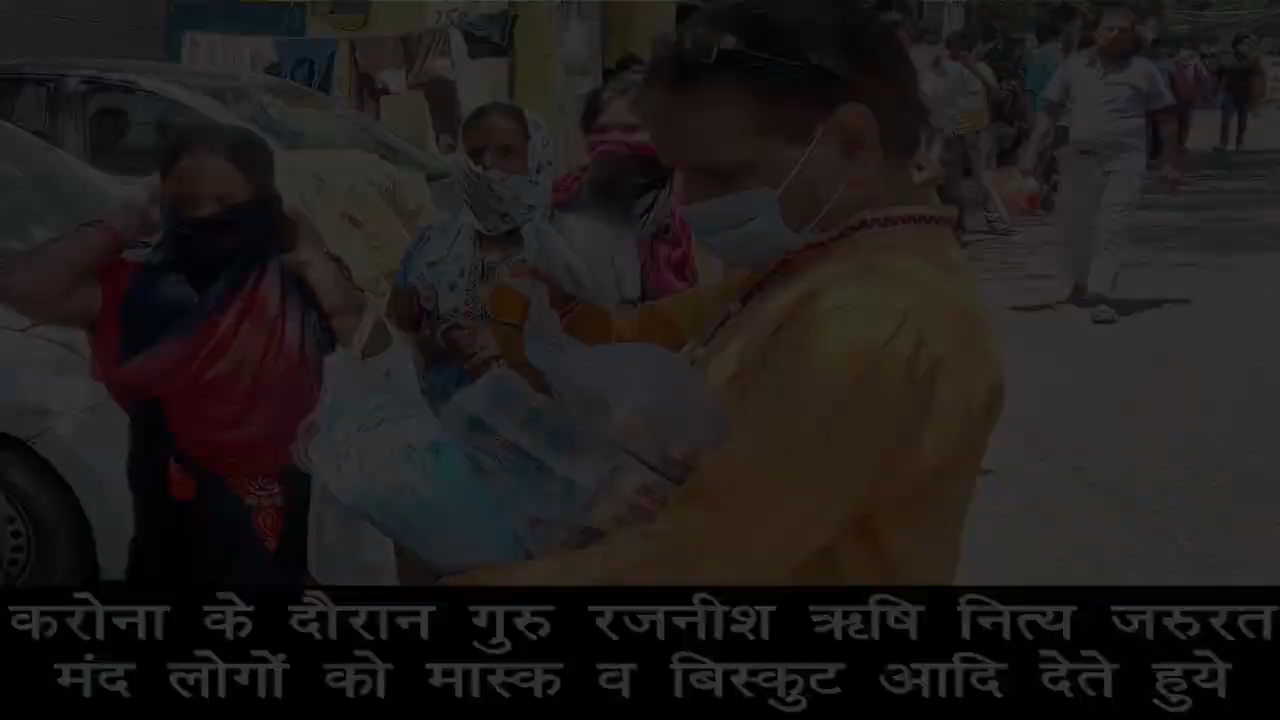 करोना के दौरान गुरु रजनीश ऋषि नित्य जरुरत
मंद लोगों को मास्क व बिस्कुट आदि देते हुये